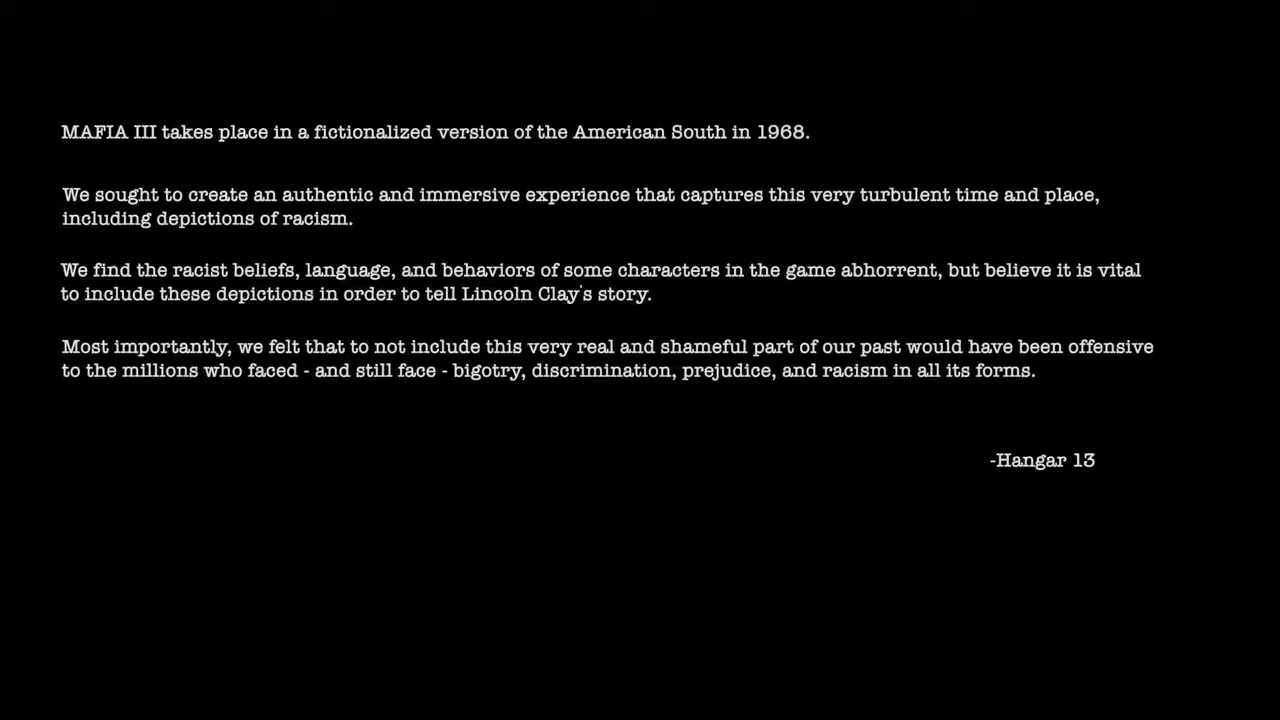 MAFIA III takes place in a fictionalized version of the American South in 1968.
We sought to create an authentic and immersive experience that captures this very turbulent time and place,
including depictions of racism.
We find the racist beliefs, language, and behaviors of some characters in the game abhorrent, but believe it is vital
to include these depictions in order to tell Lincoln Clay's story.
Most importantly, we felt that to not include this very real and shameful part of our past would have been offensive
to the millions who faced - and still face - bigotry, discrimination, prejudice, and racism in all its forms.
-Hangar 13